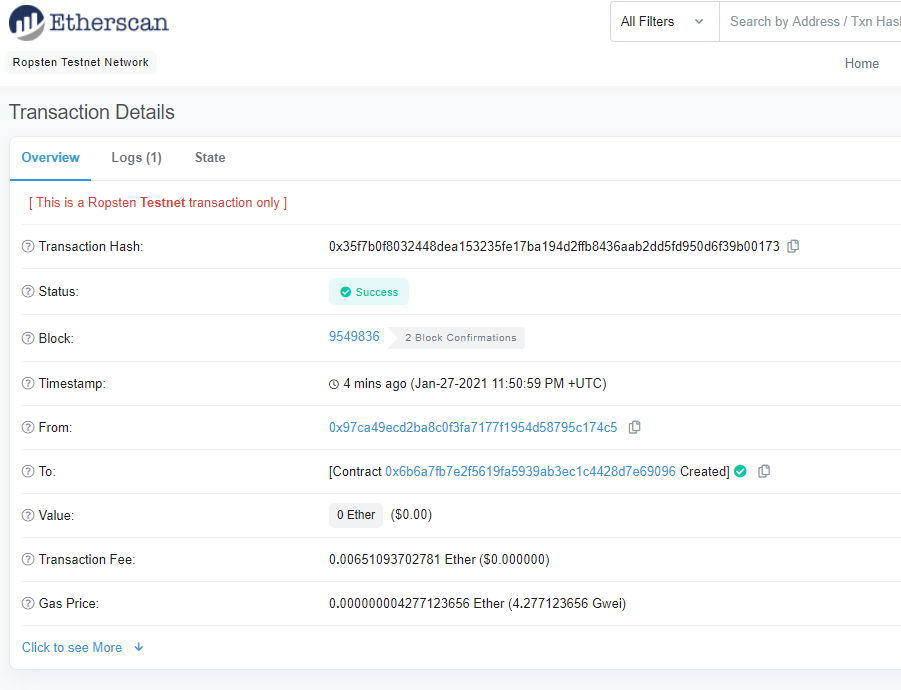 Etherscan
All Filters
Search by Address / Txn Hash
Ropsten Testnet Network
Home
Transaction Details
Overview
Logs (1)
State
[ This is a Ropsten Testnet transaction only ]
Transaction Hash:
0x35f7b0f8032448dea153235fe17ba194d2ffb8436aab2dd5fd950d6f39b00173
Status:
Success
Block:
9549836
2 Block Confirmations
Timestamp:
4 mins ago (Jan-27-2021 11:50:59 PM +UTC)
From:
0x97ca49ecd2ba8c0f3fa7177f1954d58795c174c5
To:
[Contract 0x6b6a7fb7e2f5619fa5939ab3ec1c4428d7e69096 Created]
Value:
0 Ether ($0.00)
Transaction Fee:
0.00651093702781 Ether ($0.000000)
Gas Price:
0.000000004277123656 Ether (4.277123656 Gwei)
Click to see More